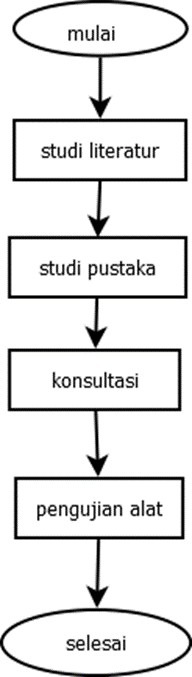 mulai
studi literatur
studi pustaka
konsultasi
pengujian alat
selesai